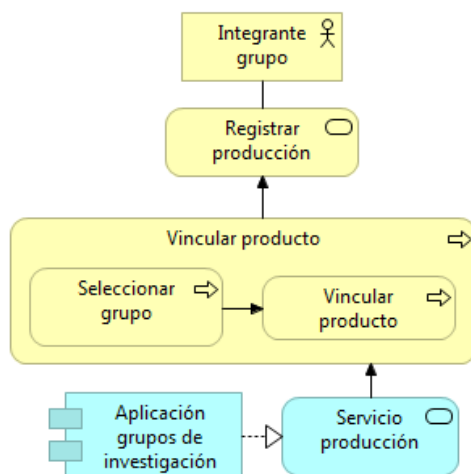 Integrante
grupo
Registrar
producción
Vincular producto
Seleccionar
grupo
Vincular
producto
Aplicación
grupos de
investigación
Servicio
producción